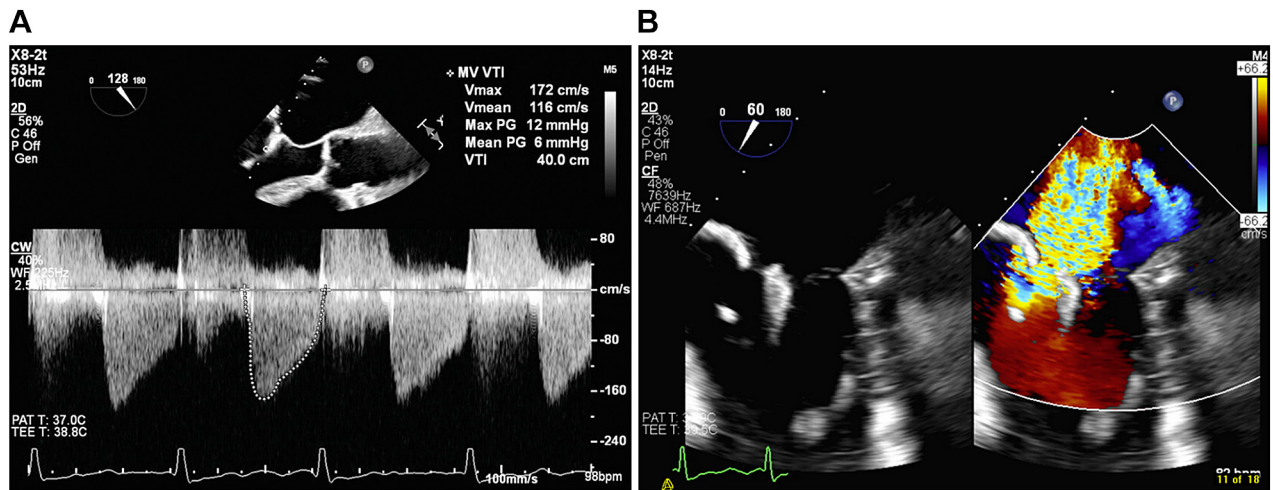 A
X8-2t
53Hz
10cm
2D
56%
C 46
P Off
Gen
0 128 180
P
MV VTI
Vmax 172 cm/s
Vmean 116 cm/s
Max PG 12 mmHg
Mean PG 6 mmHg
VTI 40.0 cm
M5
CW
40%
WF 225Hz
80
cm/s
-80
-160
-240
PAT T: 37.0C
TEE T: 38.8C
100mm/s
98bpm
B
X8-2t
14Hz
10cm
2D
43%
C 46
P Off
Pen
CF
48%
7639Hz
WF 687Hz
4.4MHz
0 60 180
P
M4
+66.2
-66.2
cm/s
PAT T:
TEE T:
11 of 18